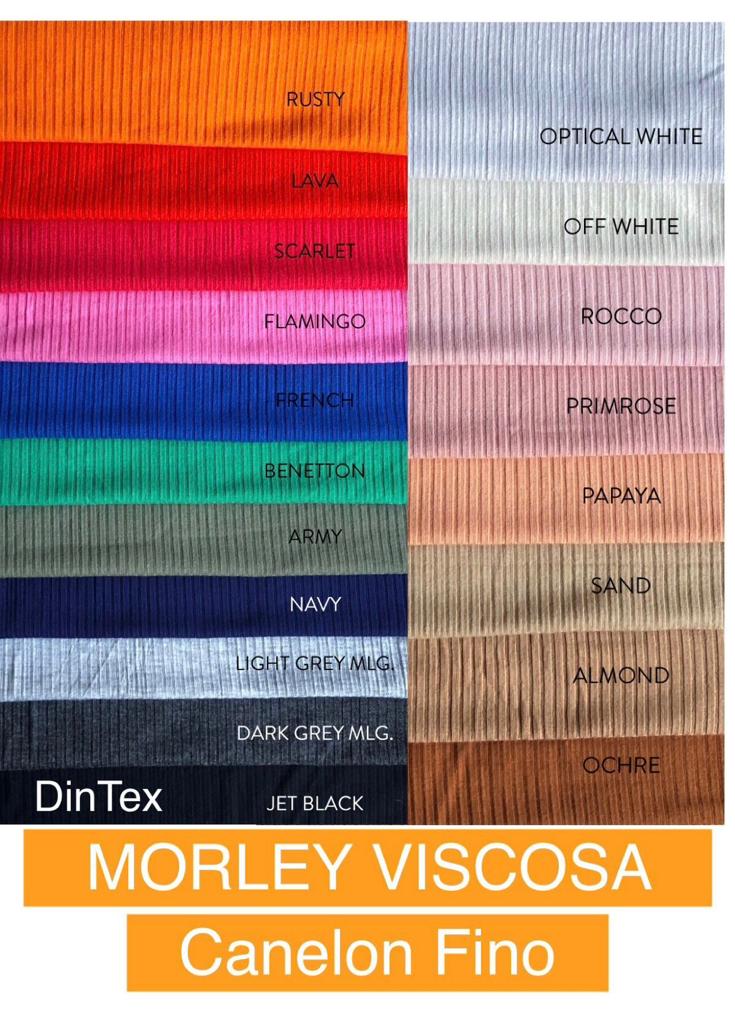 RUSTY
LAVA
SCARLET
FLAMINGO
FRENCH
BENETTON
ARMY
NAVY
LIGHT GREY MLG.
DARK GREY MLG.
JET BLACK
DinTex
OPTICAL WHITE
OFF WHITE
ROCCO
PRIMROSE
PAPAYA
SAND
ALMOND
OCHRE
MORLEY VISCOSA
Canelon Fino